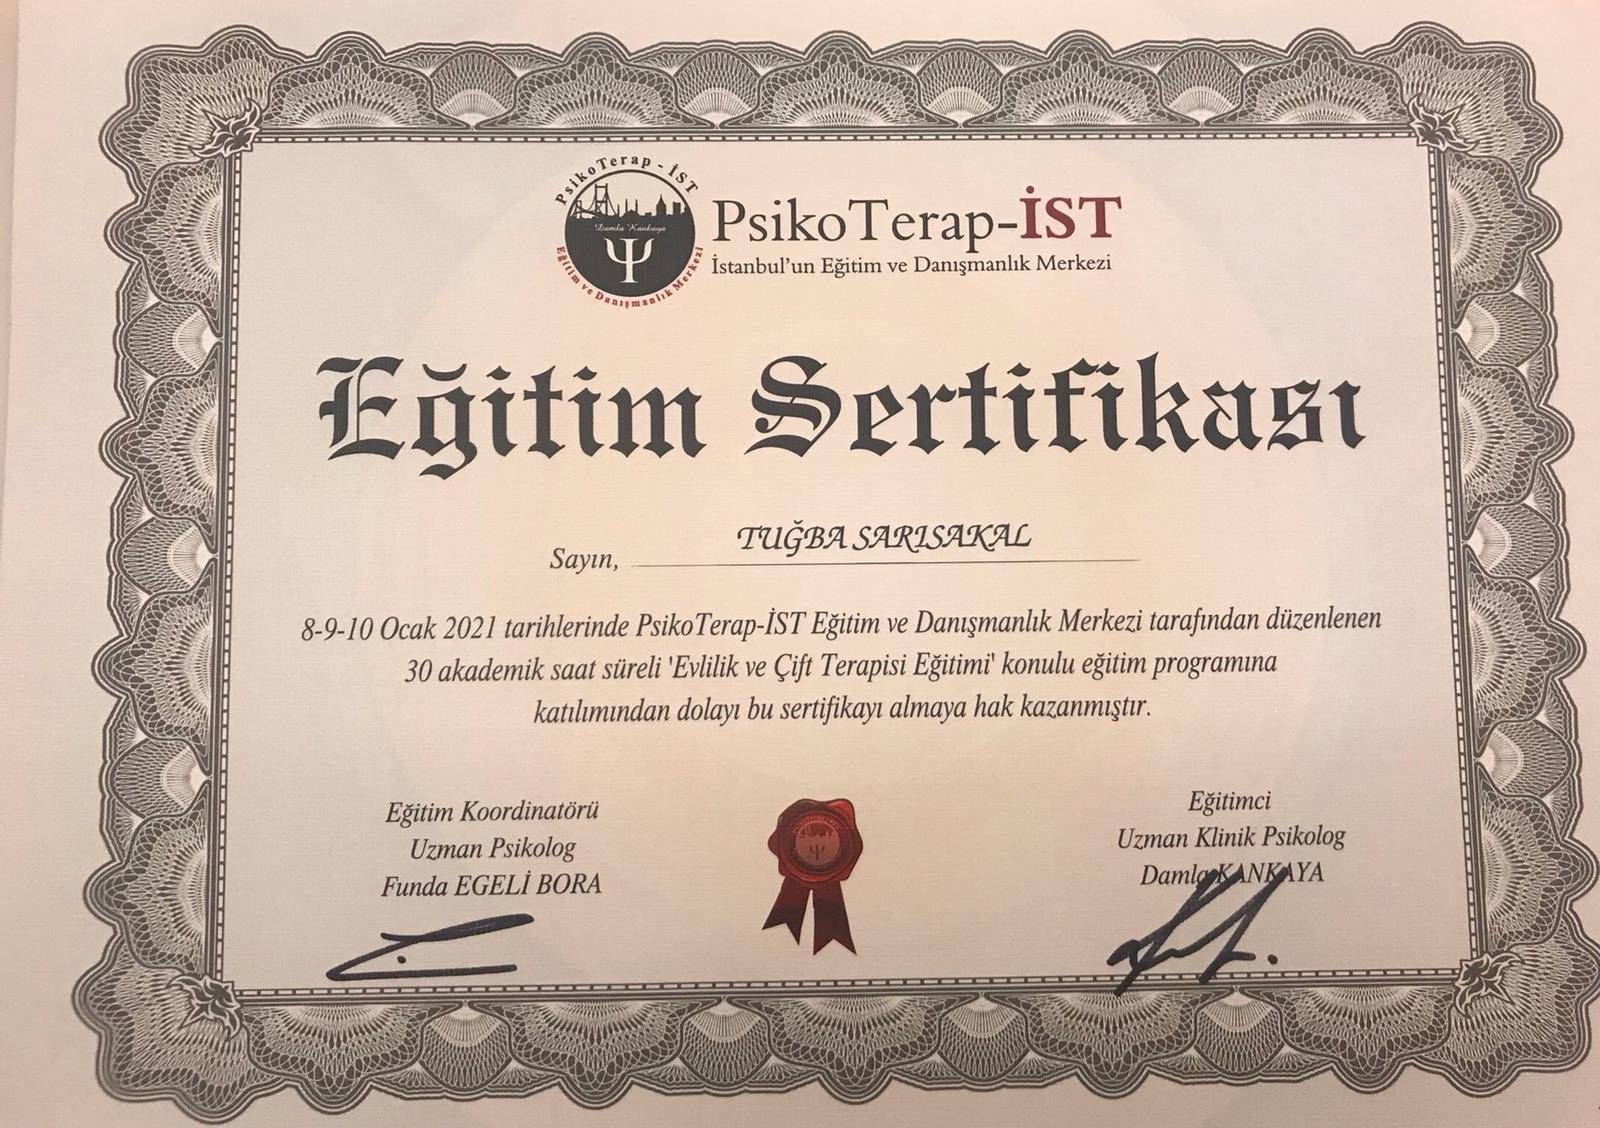 PsikoTerap - İST
Damla Kankaya
Eğitim ve Danışmanlık Merkezi
PsikoTerap-İST
İstanbul'un Eğitim ve Danışmanlık Merkezi
Eğitim Sertifikası
TUĞBA SARISAKAL
Sayın,
8-9-10 Ocak 2021 tarihlerinde PsikoTerap-İST Eğitim ve Danışmanlık Merkezi tarafından düzenlenen
30 akademik saat süreli 'Evlilik ve Çift Terapisi Eğitimi' konulu eğitim programına
katılımından dolayı bu sertifikayı almaya hak kazanmıştır.
Eğitim Koordinatörü
Uzman Psikolog
Funda EGELİ BORA
Eğitimci
Uzman Klinik Psikolog
Damla KANKAYA